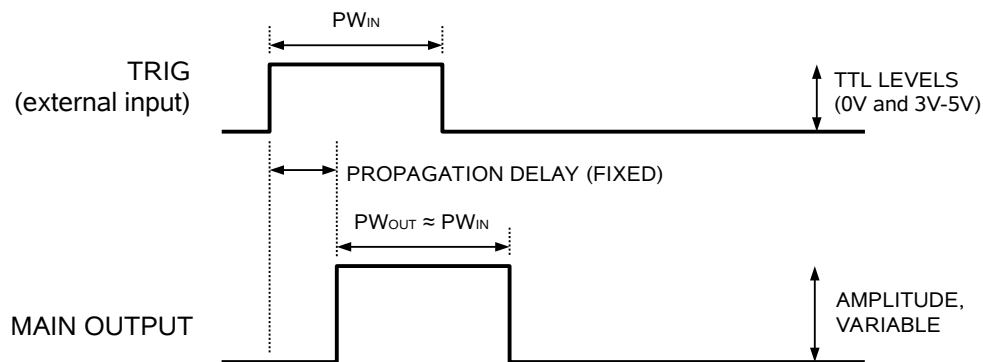 PWIN
TRIG
(external input)
TTL LEVELS
(0V and 3V-5V)
PROPAGATION DELAY (FIXED)
PWOUT ≈ PWIN
MAIN OUTPUT
AMPLITUDE,
VARIABLE